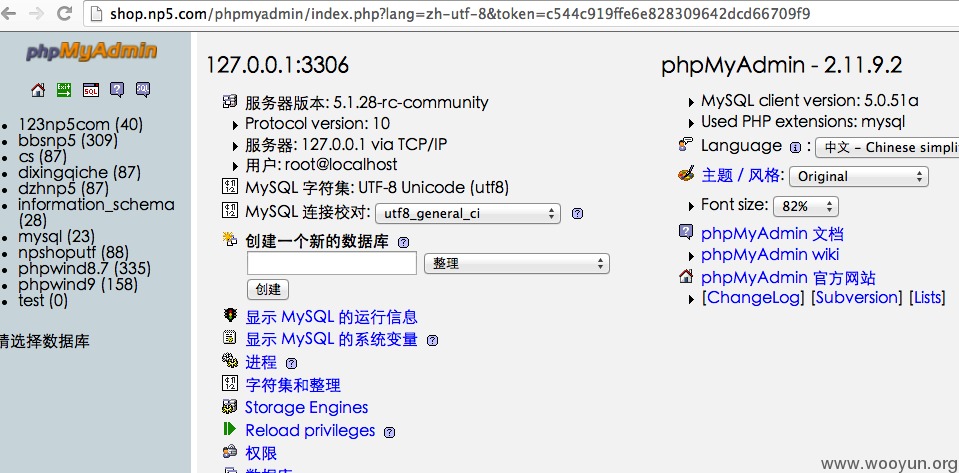 shop.np5.com/phpmyadmin/index.php?lang=zh-utf-8&token=c544c919ffe6e828309642dcd66709f9
phpMyAdmin
123np5com (40)
bbsnp5 (309)
cs (87)
dixingqiche (87)
dzhnp5 (87)
information_schema
(28)
mysql (23)
npshoputf (88)
phpwind8.7 (335)
phpwind9 (158)
test (0)
请选择数据库
127.0.0.1:3306
服务器版本: 5.1.28-rc-community
Protocol version: 10
服务器: 127.0.0.1 via TCP/IP
用户: root@localhost
MySQL 字符集: UTF-8 Unicode (utf8)
MySQL 连接校对: utf8_general_ci
创建一个新的数据库
整理
创建
显示 MySQL 的运行信息
显示 MySQL 的系统变量
进程
字符集和整理
Storage Engines
Reload privileges
权限
phpMyAdmin - 2.11.9.2
MySQL client version: 5.0.51a
Used PHP extensions: mysql
Language : 中文 - Chinese simpli
主题 / 风格: Original
Font size: 82%
phpMyAdmin 文档
phpMyAdmin wiki
phpMyAdmin 官方网站
[ChangeLog] [Subversion] [Lists]
www.wooyun.org